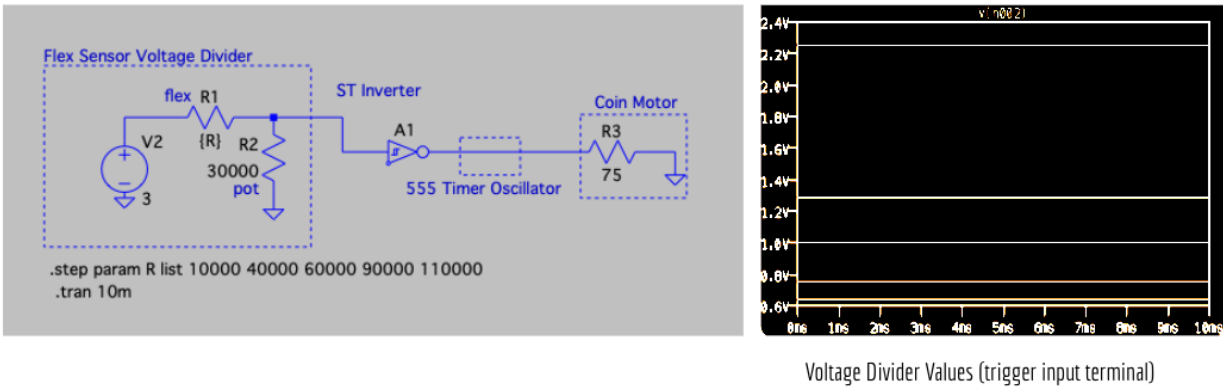 Flex Sensor Voltage Divider
flex R1
{R}
V2
3
R2
30000
pot
ST Inverter
A1
555 Timer Oscillator
Coin Motor
R3
75
.step param R list 10000 40000 60000 90000 110000
.tran 10m
V(n002)
2.4V
2.2V
2.0V
1.8V
1.6V
1.4V
1.2V
1.0V
0.8V
0.6V
0ms 1ms 2ms 3ms 4ms 5ms 6ms 7ms 8ms 9ms 10ms
Voltage Divider Values (trigger input terminal)